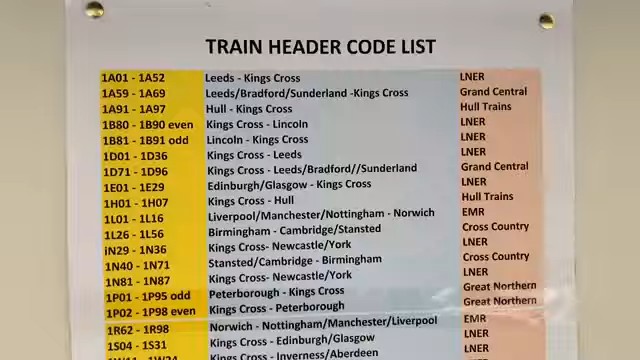 TRAIN HEADER CODE LIST
1A01 - 1A52 Leeds - Kings Cross LNER
1A59 - 1A69 Leeds/Bradford/Sunderland -Kings Cross Grand Central
1A91 - 1A97 Hull - Kings Cross Hull Trains
1B80 - 1B90 even Kings Cross - Lincoln LNER
1B81 - 1B91 odd Lincoln - Kings Cross LNER
1D01 - 1D36 Kings Cross - Leeds LNER
1D71 - 1D96 Kings Cross - Leeds/Bradford//Sunderland Grand Central
1E01 - 1E29 Edinburgh/Glasgow - Kings Cross LNER
1H01 - 1H07 Kings Cross - Hull Hull Trains
1L01 - 1L16 Liverpool/Manchester/Nottingham - Norwich EMR
1L26 - 1L56 Birmingham - Cambridge/Stansted Cross Country
iN29 - 1N36 Kings Cross- Newcastle/York LNER
1N40 - 1N71 Stansted/Cambridge - Birmingham Cross Country
1N81 - 1N87 Kings Cross- Newcastle/York LNER
1P01 - 1P95 odd Peterborough - Kings Cross Great Northern
1P02 - 1P98 even Kings Cross - Peterborough Great Northern
1R62 - 1R98 Norwich - Nottingham/Manchester/Liverpool EMR
1S04 - 1S31 Kings Cross - Edinburgh/Glasgow LNER
Kings Cross - Inverness/Aberdeen LNER